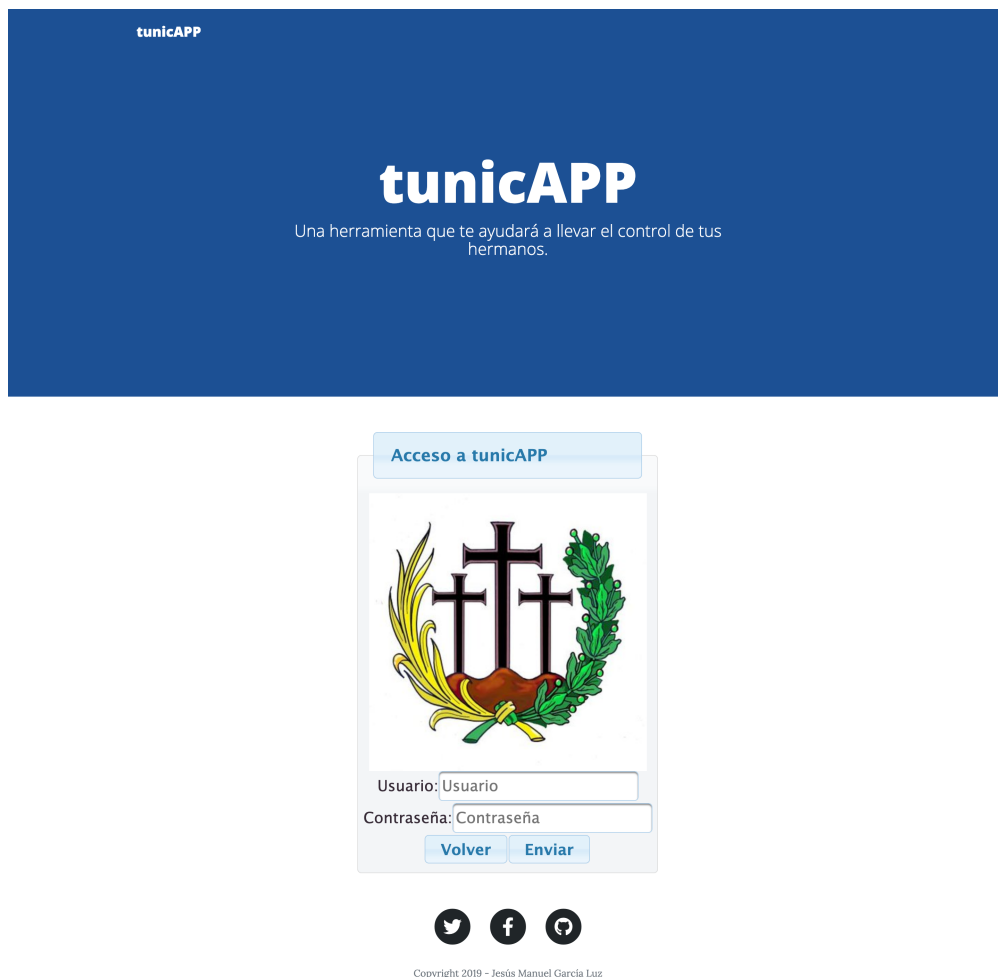 tunicAPP
tunicAPP
Una herramienta que te ayudará a llevar el control de tus
hermanos.
Acceso a tunicAPP
Usuario: Usuario
Contraseña: Contraseña
Volver Enviar
Copyright 2019 - Jesús Manuel García Luz